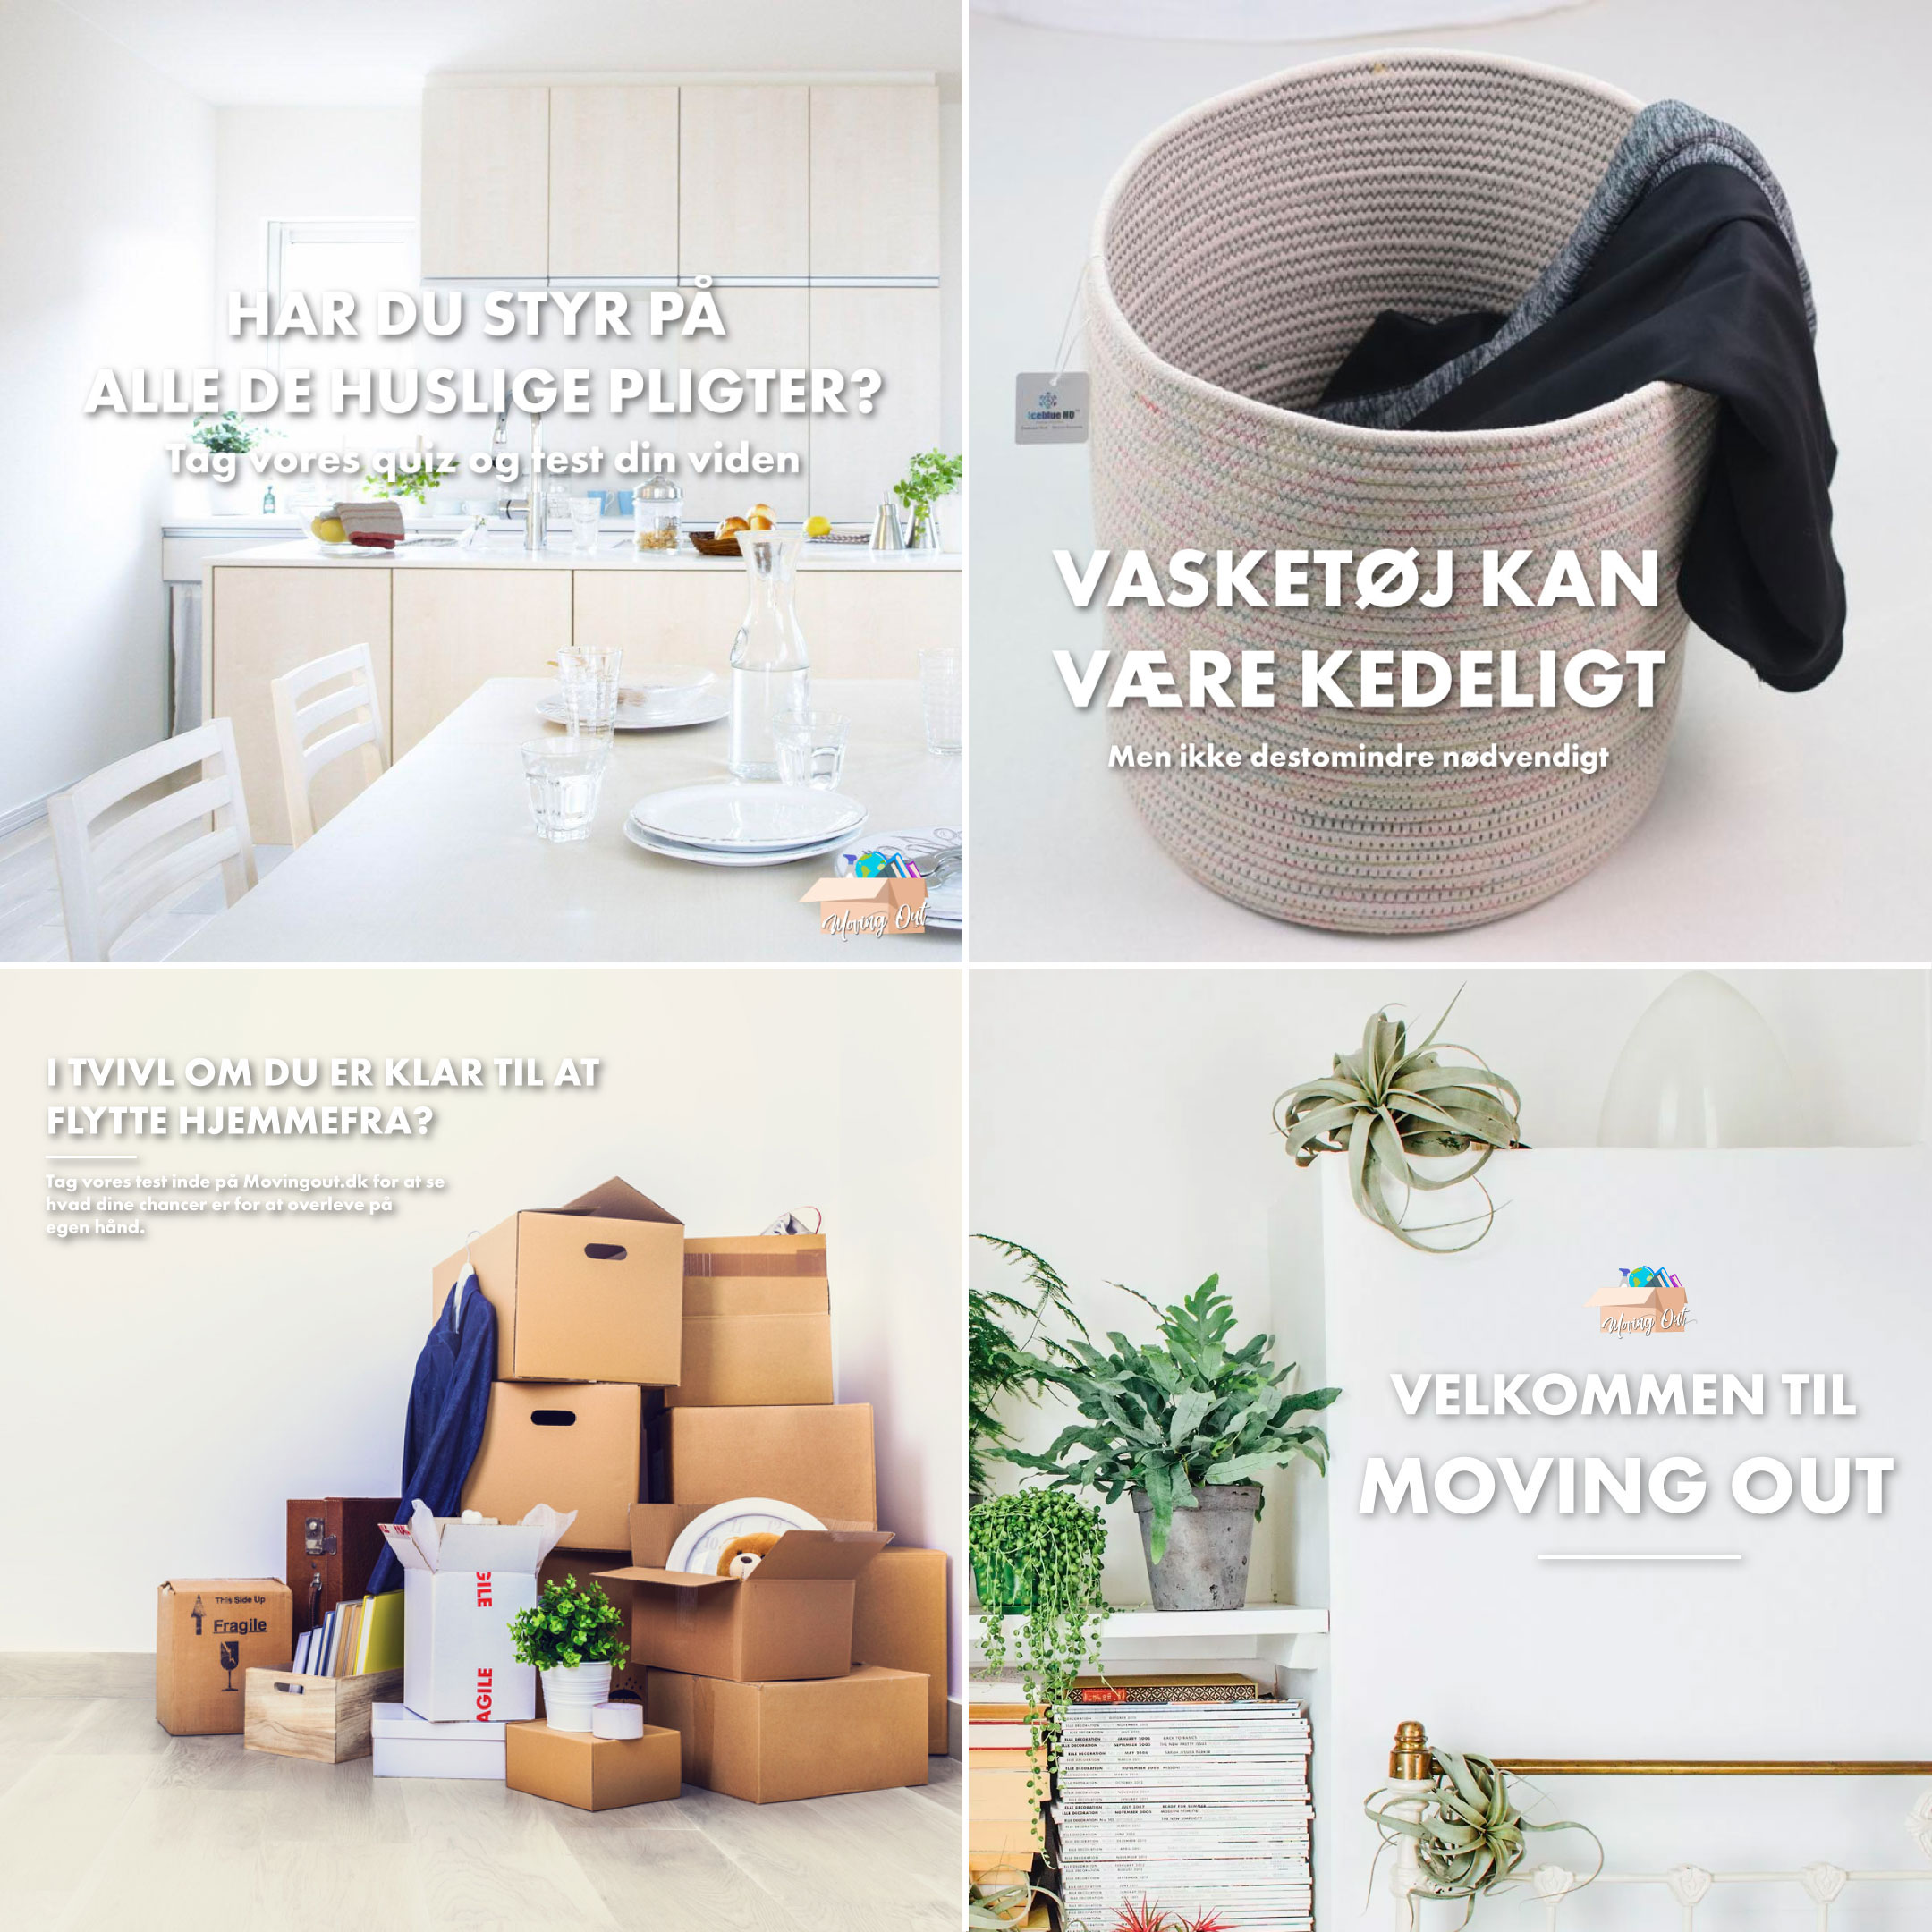 HAR DU STYR PÅ
ALLE DE HUSLIGE PLIGTER?
Tag vores quiz og test din viden
Moving Out
Iceblue HD
VASKETØJ KAN
VÆRE KEDELIGT
Men ikke destomindre nødvendigt
I TVIVL OM DU ER KLAR TIL AT
FLYTTE HJEMMEFRA?
Tag vores test inde på Movingout.dk for at se
hvad dine chancer er for at overleve på
egen hånd.
This Side Up
Fragile
AGILE
Moving Out
VELKOMMEN TIL
MOVING OUT